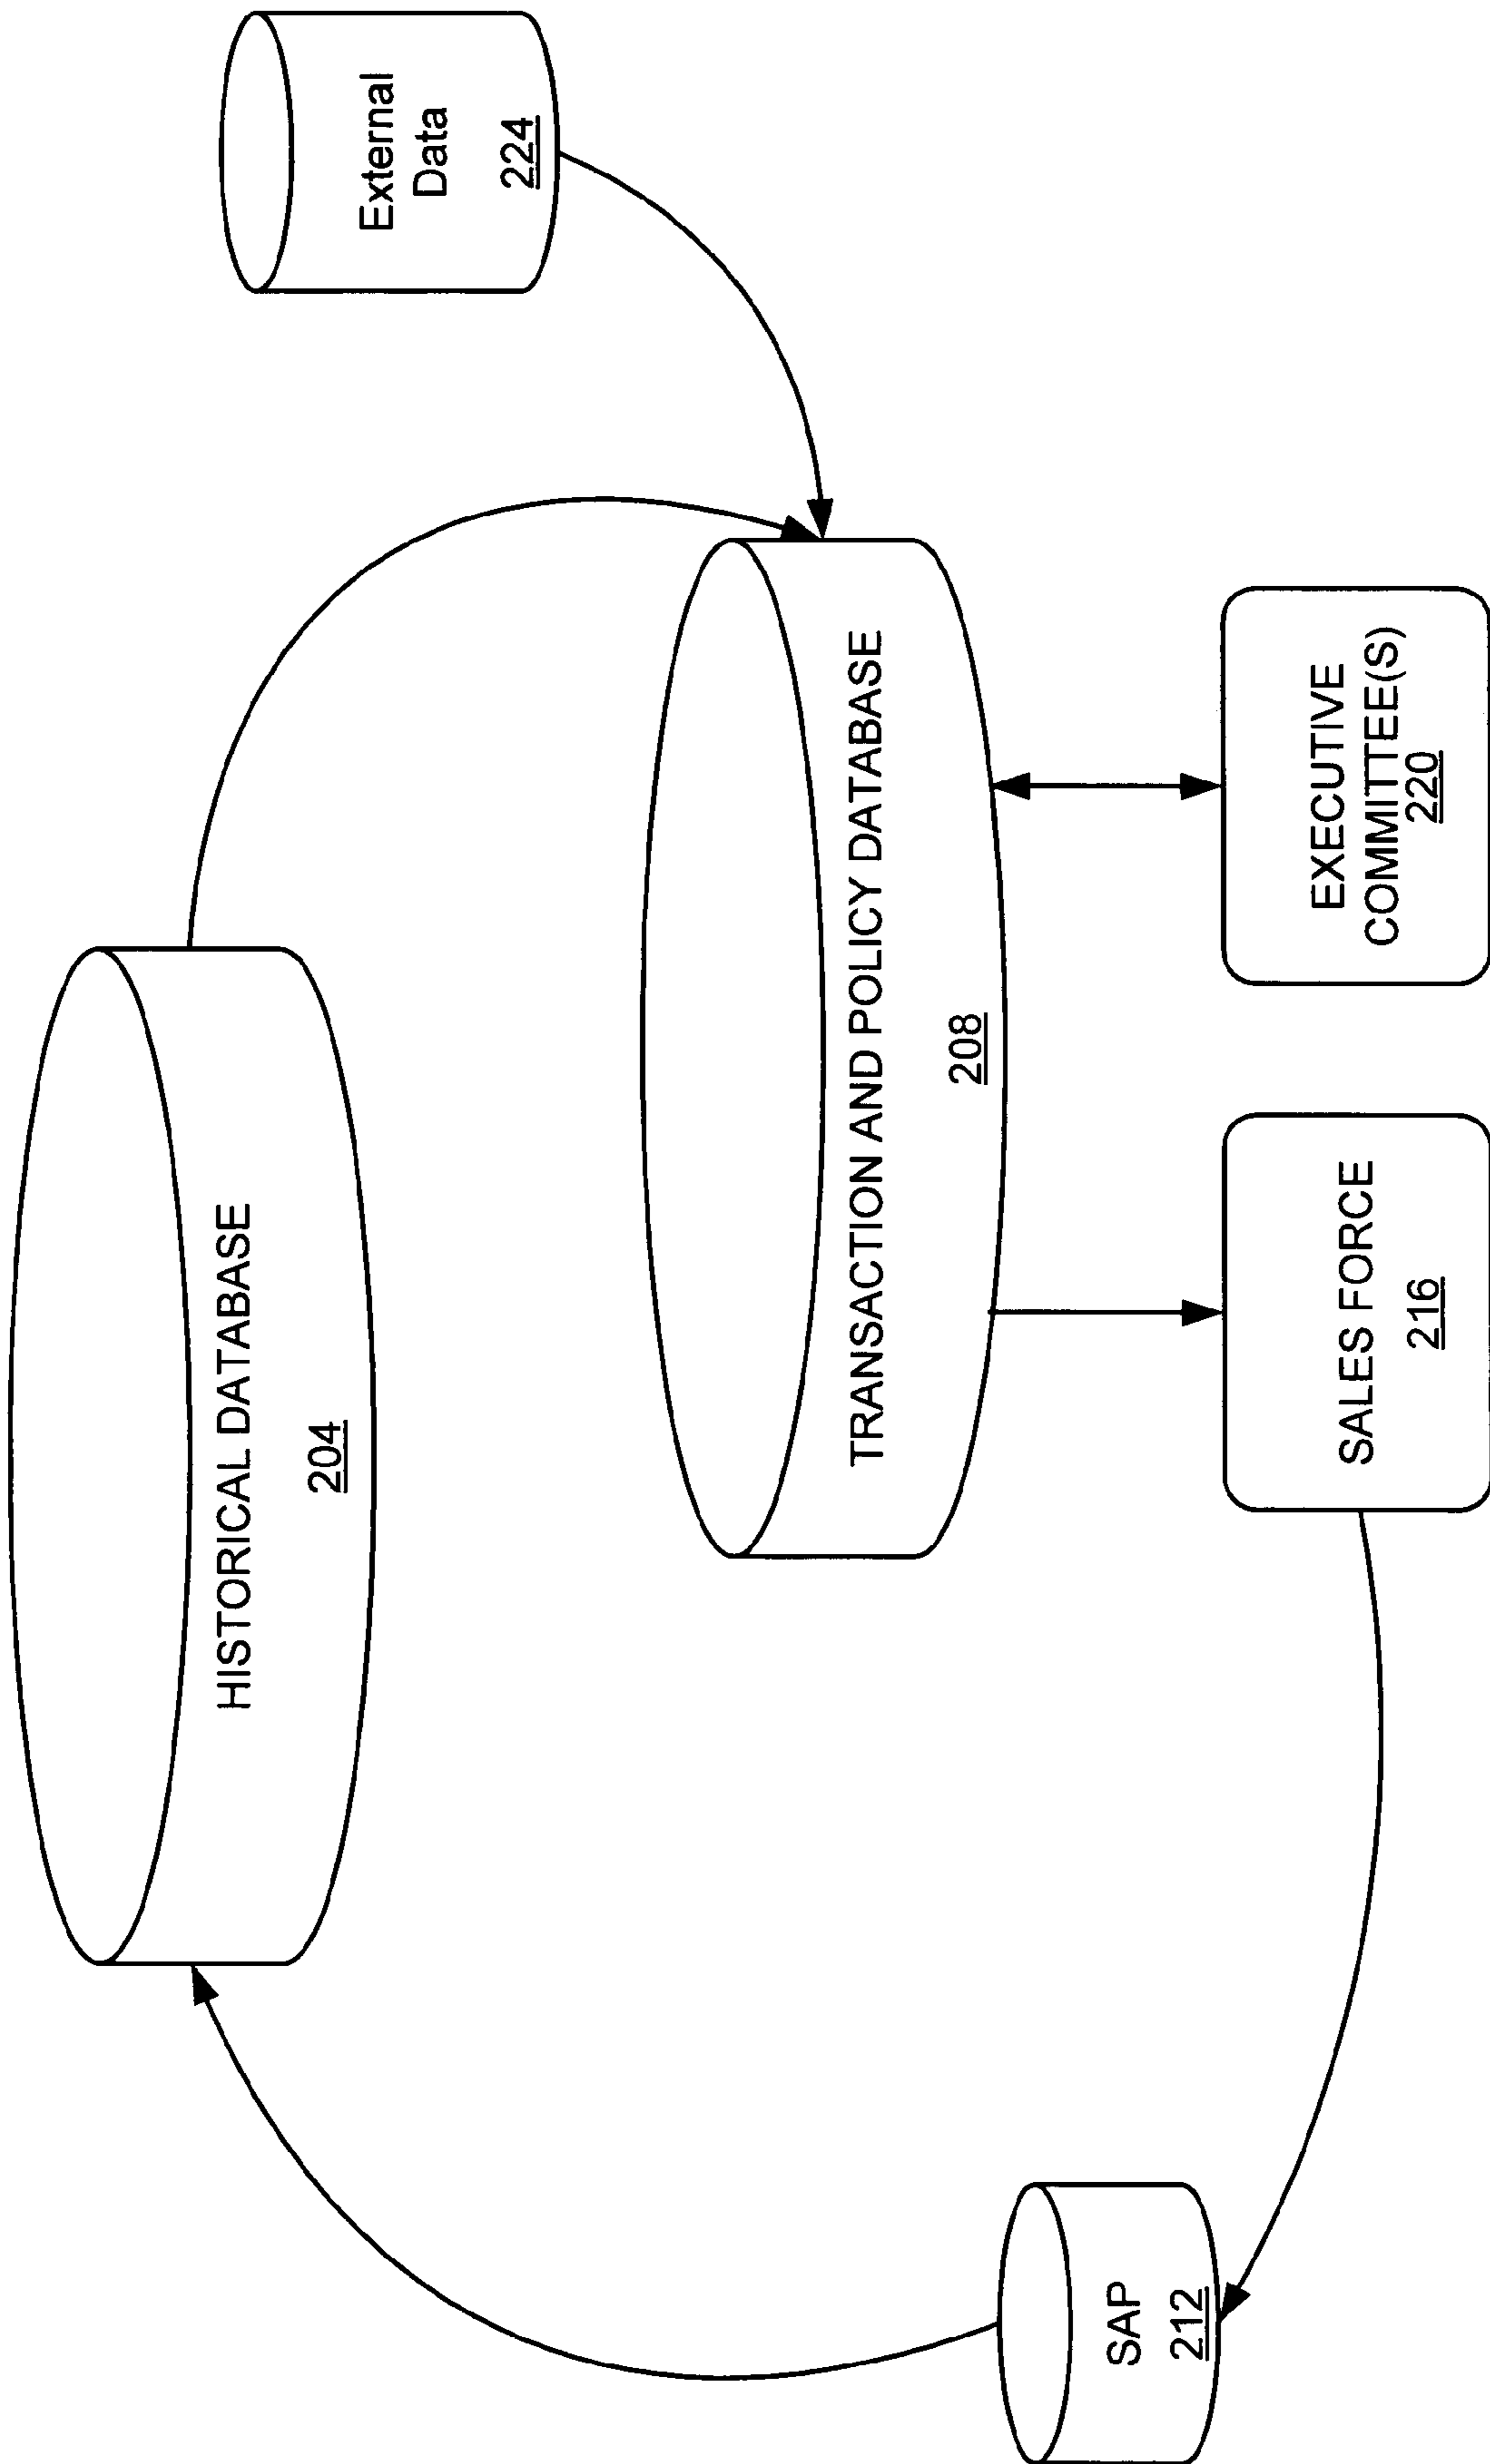 HISTORICAL DATABASE
204
External
Data
224
TRANSACTION AND POLICY DATABASE
208
SAP
212
SALES FORCE
216
EXECUTIVE
COMMITTEE(S)
220